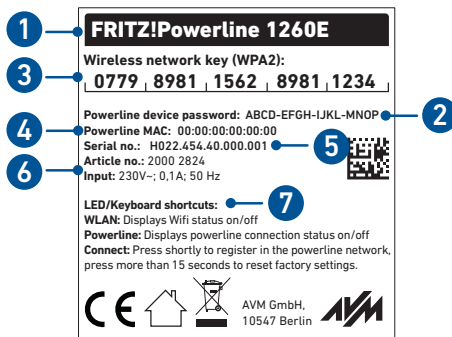 1 FRITZ!Powerline 1260E
Wireless network key (WPA2):
3 0779 8981 1562 8981 1234
Powerline device password: ABCD-EFGH-IJKL-MNOP 2
4 Powerline MAC: 00:00:00:00:00:00
Serial no.: H022.454.40.000.001 5
6 Article no.: 2000 2824
Input: 230V~; 0,1A; 50 Hz
LED/Keyboard shortcuts: 7
WLAN: Displays Wifi status on/off
Powerline: Displays powerline connection status on/off
Connect: Press shortly to register in the powerline network,
press more than 15 seconds to reset factory settings.
CE
AVM GmbH,
10547 Berlin
AVM